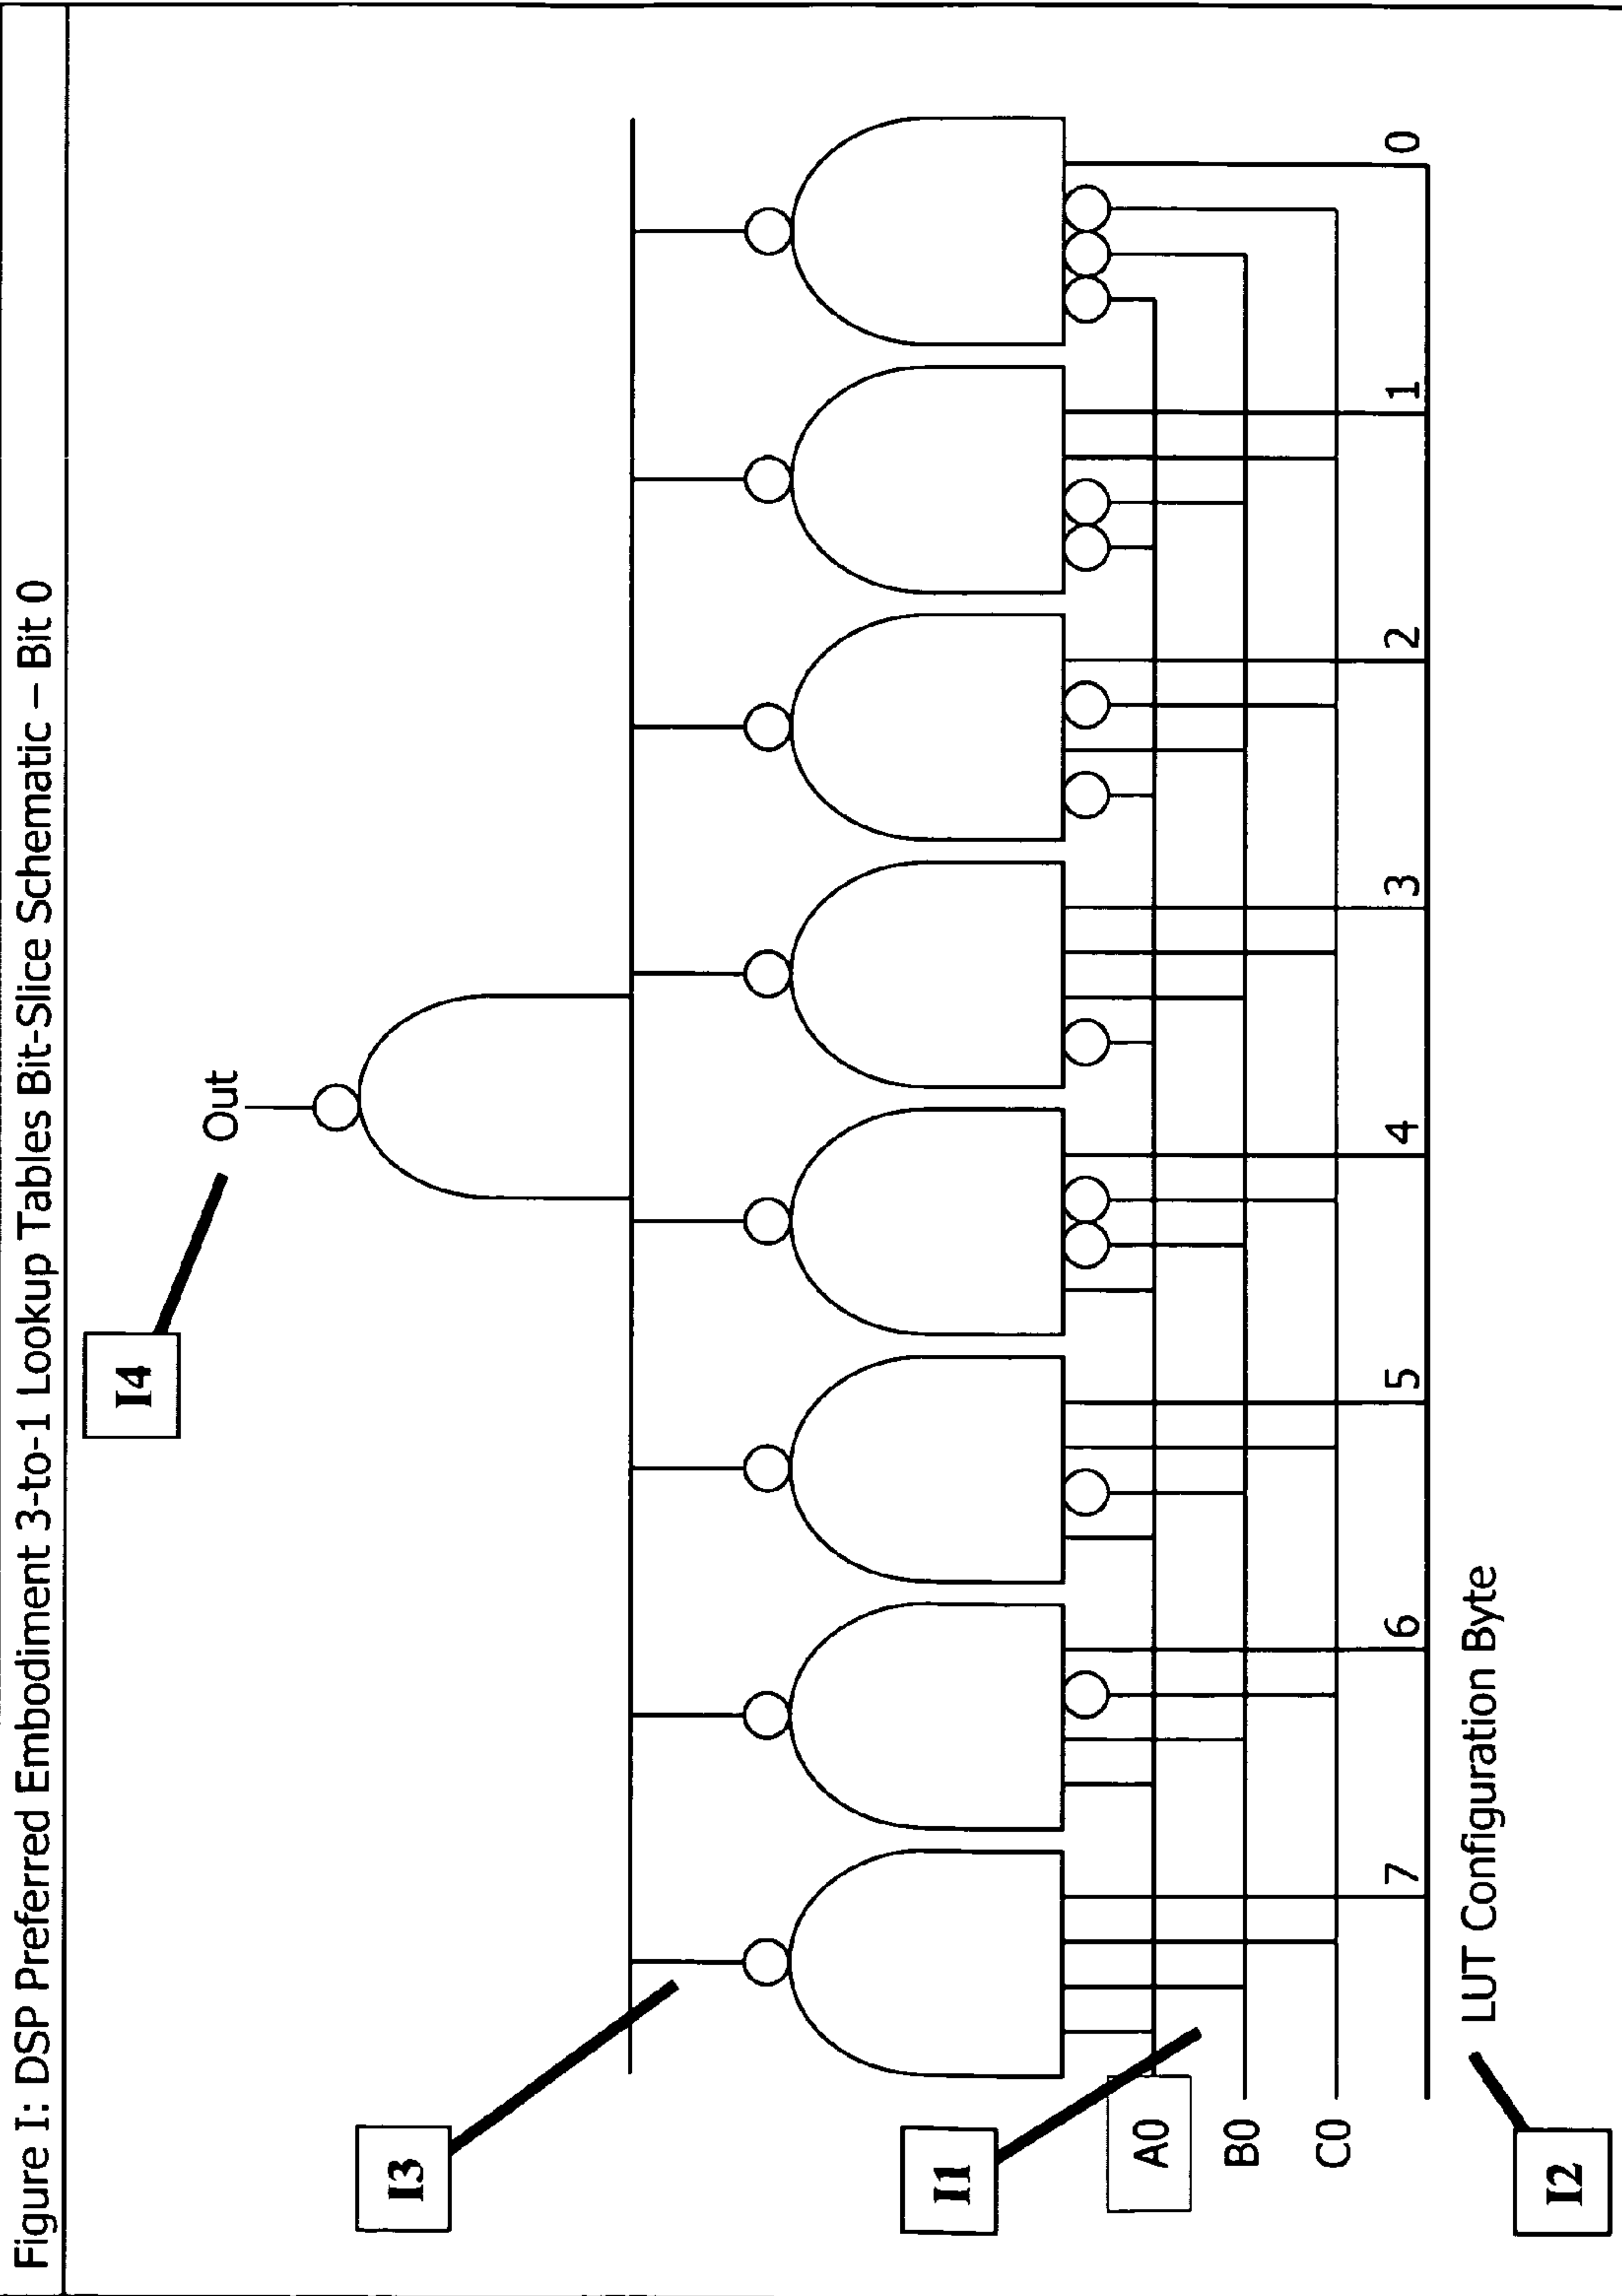 Figure I: DSP Preferred Embodiment 3-to-1 Lookup Tables Bit-Slice Schematic – Bit 0
I4
Out
I3
I1
A0
B0
C0
7 6 5 4 3 2 1 0
I2
LUT Configuration Byte